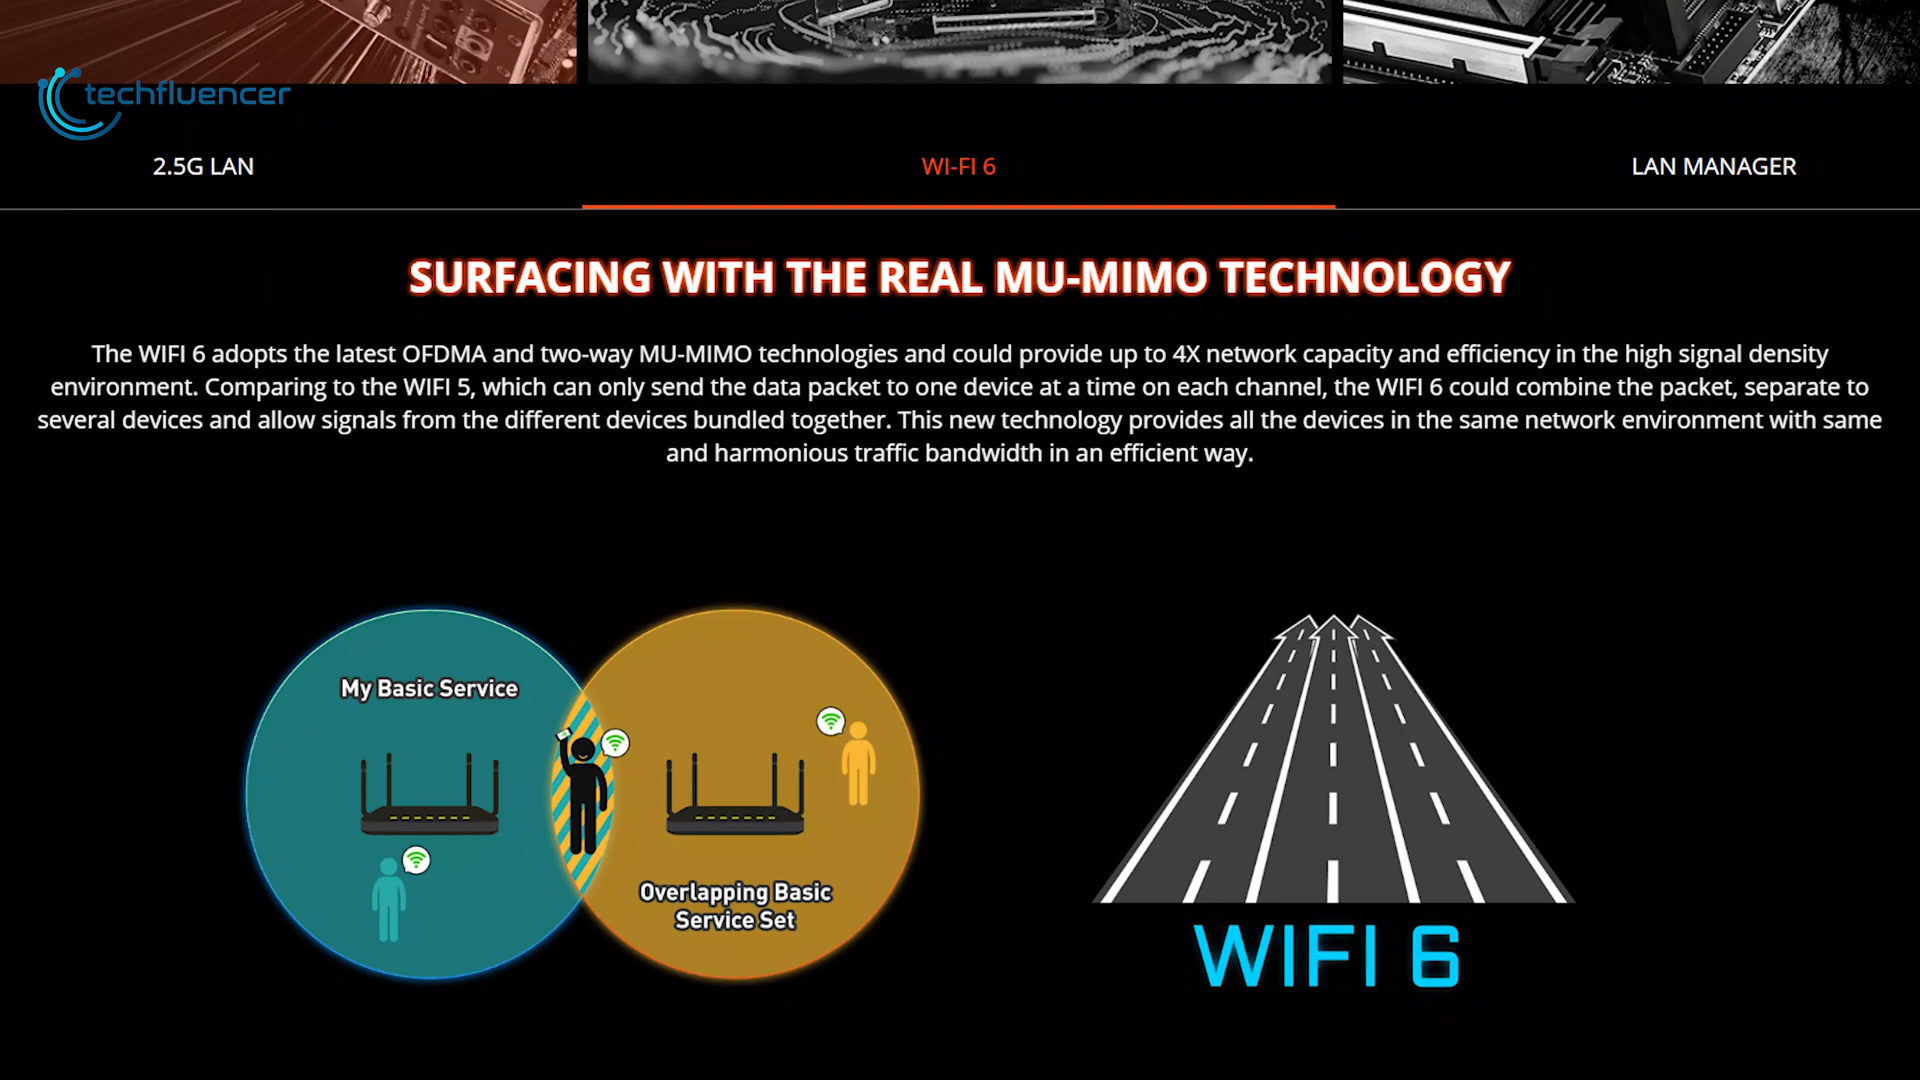 techfluencer
2.5G LAN
WI-FI 6
LAN MANAGER
SURFACING WITH THE REAL MU-MIMO TECHNOLOGY
The WIFI 6 adopts the latest OFDMA and two-way MU-MIMO technologies and could provide up to 4X network capacity and efficiency in the high signal density
environment. Comparing to the WIFI 5, which can only send the data packet to one device at a time on each channel, the WIFI 6 could combine the packet, separate to
several devices and allow signals from the different devices bundled together. This new technology provides all the devices in the same network environment with same
and harmonious traffic bandwidth in an efficient way.
My Basic Service
Overlapping Basic
Service Set
WIFI 6